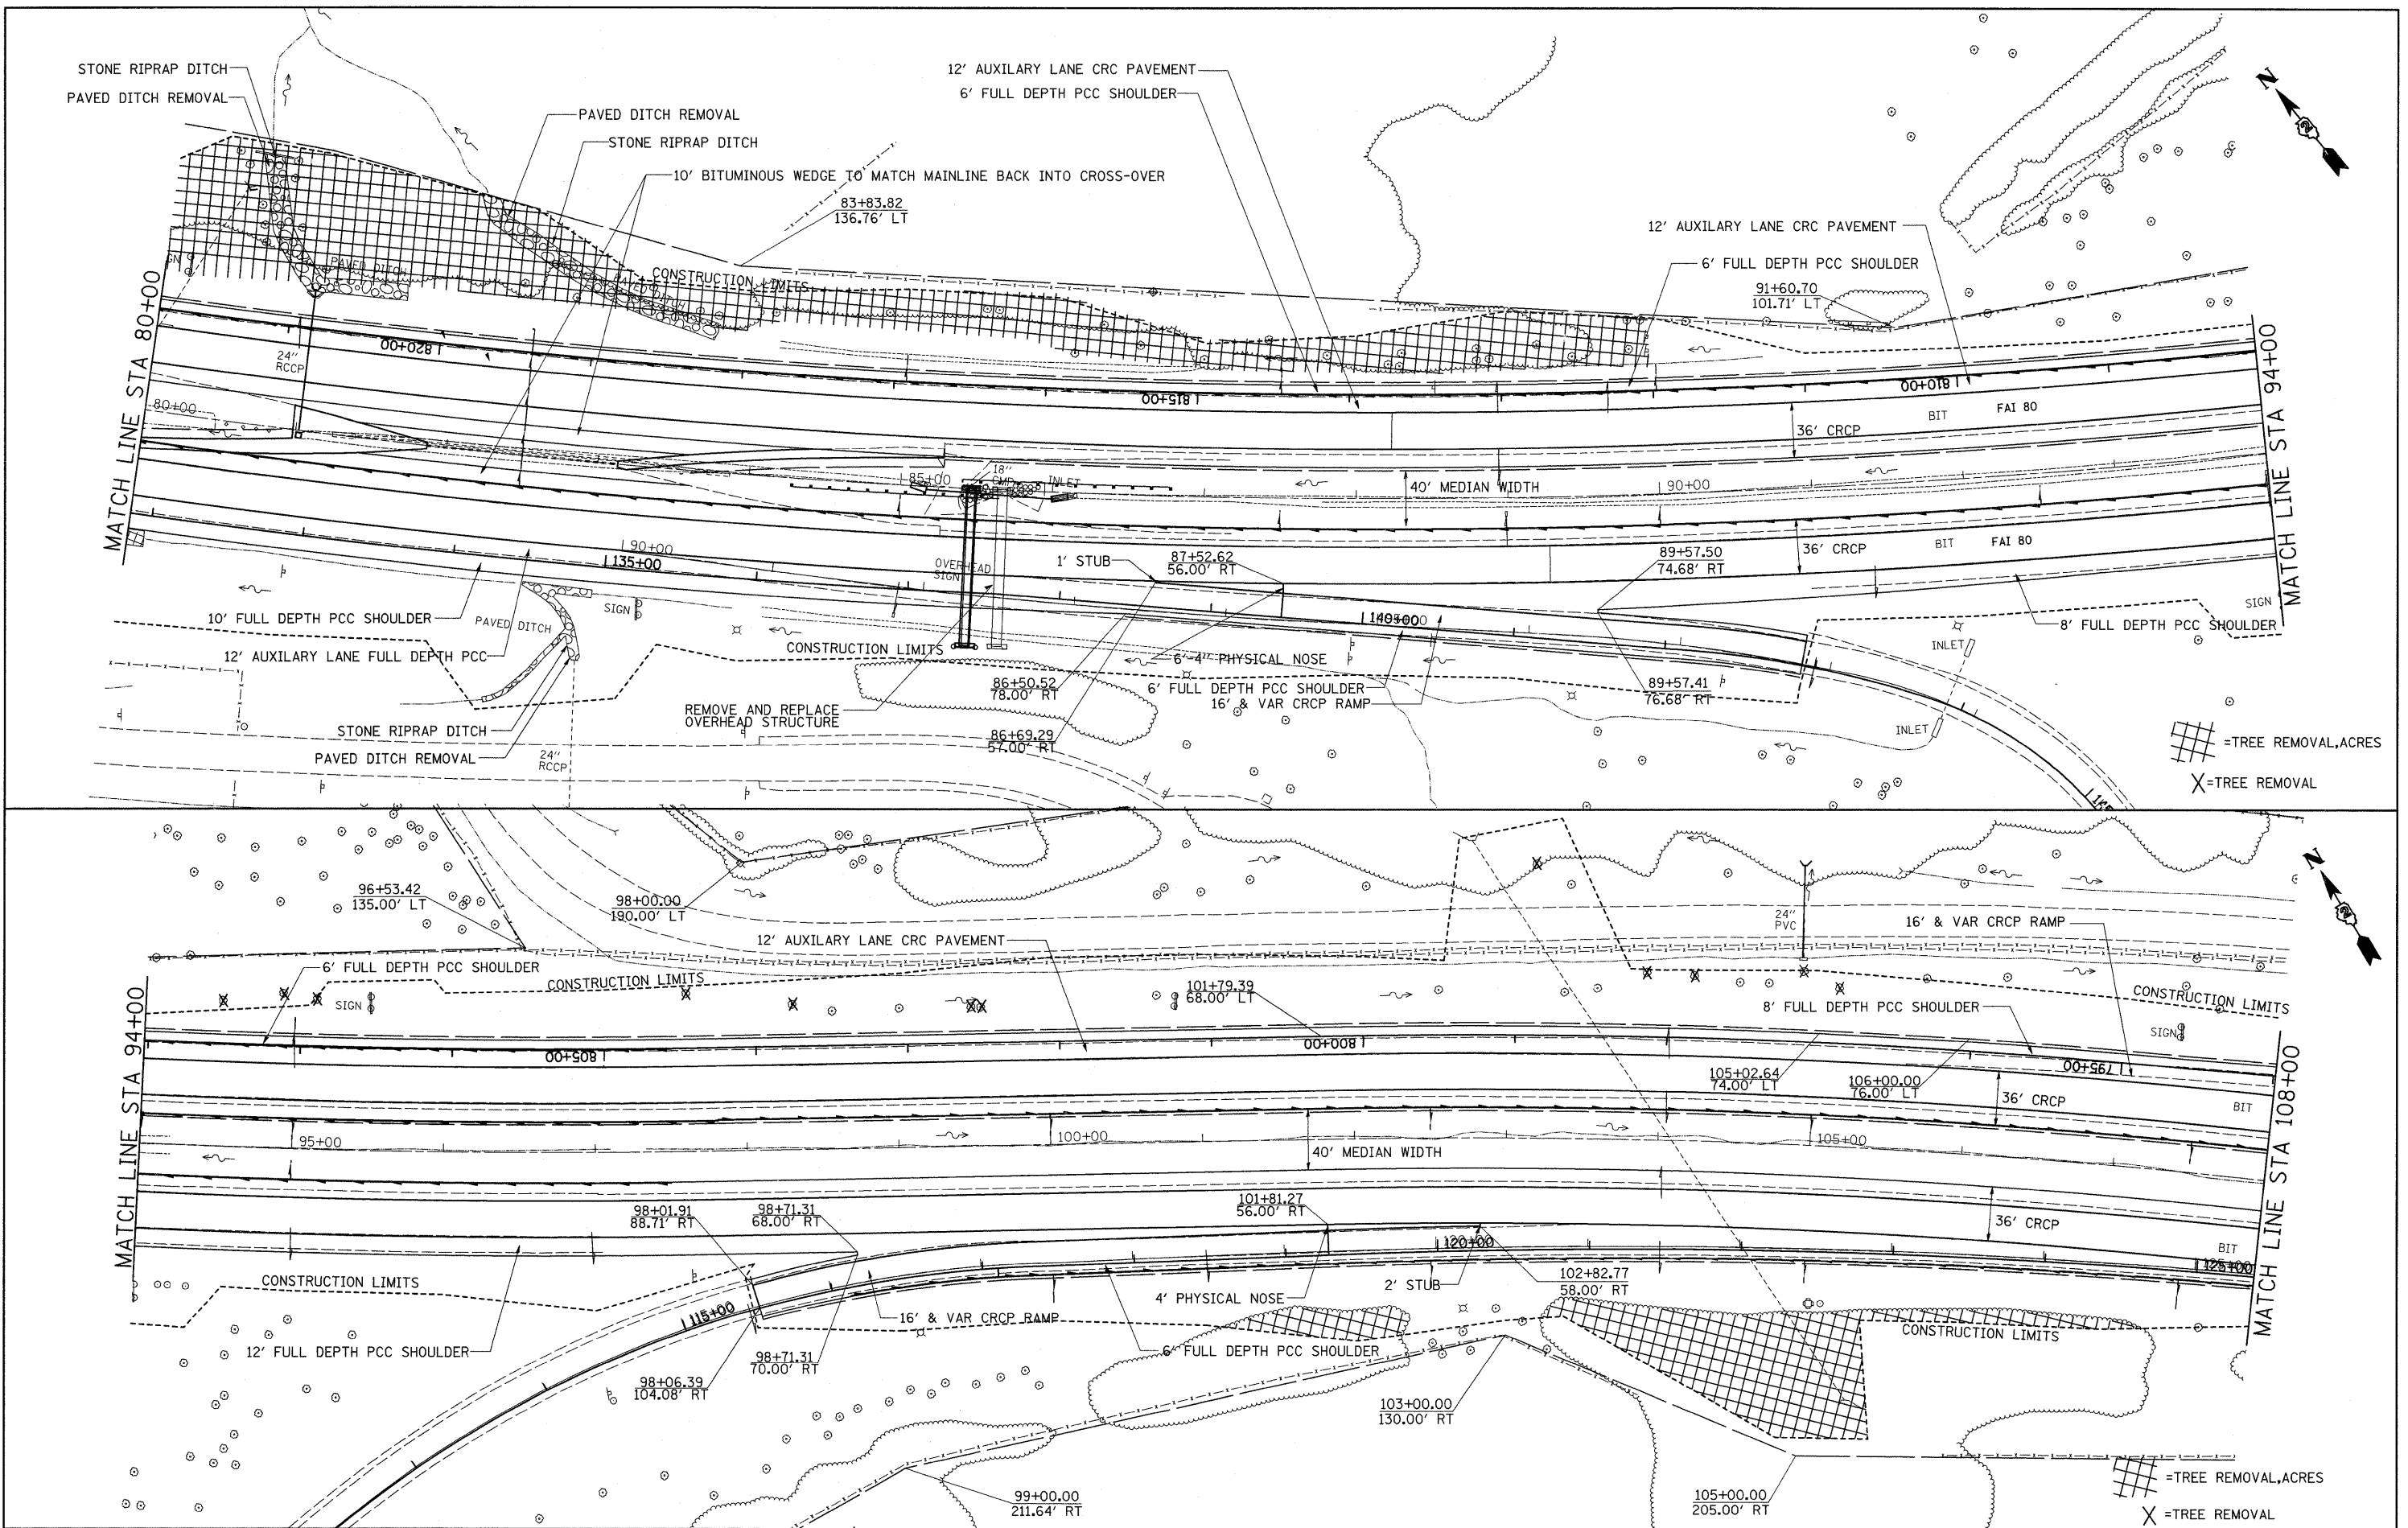 STONE RIPRAP DITCH
PAVED DITCH REMOVAL
PAVED DITCH REMOVAL
STONE RIPRAP DITCH
10' BITUMINOUS WEDGE TO MATCH MAINLINE BACK INTO CROSS-OVER
12' AUXILARY LANE CRC PAVEMENT
6' FULL DEPTH PCC SHOULDER
83+83.82
136.76' LT
12' AUXILARY LANE CRC PAVEMENT
6' FULL DEPTH PCC SHOULDER
91+60.70
101.71' LT
N
2
PAVED DITCH
PAVED DITCH
CONSTRUCTION LIMITS
MATCH LINE STA 80+00
24"
RCCP
820+00
815+00
810+00
80+00
BIT
FAI 80
36' CRCP
MATCH LINE STA 94+00
85+00
18"
CMP
INLET
40' MEDIAN WIDTH
90+00
90+00
135+00
OVERHEAD
SIGN
1' STUB
87+52.62
56.00' RT
89+57.50
74.68' RT
36' CRCP
BIT
FAI 80
140+00
SIGN
SIGN
10' FULL DEPTH PCC SHOULDER
PAVED DITCH
8' FULL DEPTH PCC SHOULDER
12' AUXILARY LANE FULL DEPTH PCC
CONSTRUCTION LIMITS
6'-4" PHYSICAL NOSE
INLET
86+50.52
78.00' RT
6' FULL DEPTH PCC SHOULDER
16' & VAR CRCP RAMP
89+57.41
76.68' RT
REMOVE AND REPLACE
OVERHEAD STRUCTURE
86+69.29
57.00' RT
INLET
STONE RIPRAP DITCH
PAVED DITCH REMOVAL
24"
RCCP
=TREE REMOVAL,ACRES
X=TREE REMOVAL
96+53.42
135.00' LT
98+00.00
190.00' LT
12' AUXILARY LANE CRC PAVEMENT
24"
PVC
16' & VAR CRCP RAMP
N
2
6' FULL DEPTH PCC SHOULDER
CONSTRUCTION LIMITS
SIGN
101+79.39
68.00' LT
8' FULL DEPTH PCC SHOULDER
CONSTRUCTION LIMITS
SIGN
MATCH LINE STA 94+00
805+00
800+00
795+00
105+02.64
74.00' LT
106+00.00
76.00' LT
36' CRCP
BIT
MATCH LINE STA 108+00
95+00
100+00
105+00
40' MEDIAN WIDTH
98+01.91
88.71' RT
98+71.31
68.00' RT
101+81.27
56.00' RT
36' CRCP
BIT
120+00
125+00
CONSTRUCTION LIMITS
115+00
4' PHYSICAL NOSE
2' STUB
102+82.77
58.00' RT
16' & VAR CRCP RAMP
12' FULL DEPTH PCC SHOULDER
6' FULL DEPTH PCC SHOULDER
CONSTRUCTION LIMITS
98+71.31
70.00' RT
98+06.39
104.08' RT
103+00.00
130.00' RT
99+00.00
211.64' RT
105+00.00
205.00' RT
=TREE REMOVAL,ACRES
X =TREE REMOVAL